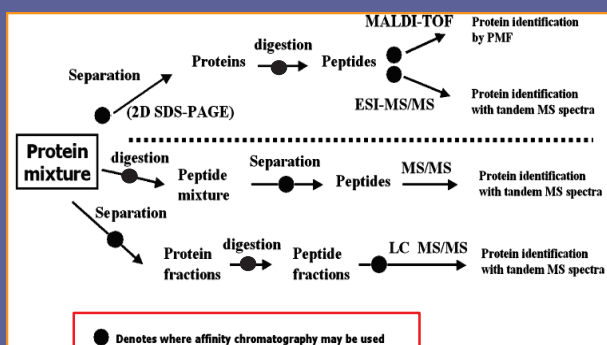 MALDI-TOF
Protein identification
by PMF
digestion
Separation
Proteins
Peptides
(2D SDS-PAGE)
ESI-MS/MS
Protein identification
with tandem MS spectra
Protein
mixture
digestion
Peptide
mixture
Separation
Peptides
MS/MS
Protein identification
with tandem MS spectra
Separation
Protein
fractions
digestion
Peptide
fractions
LC MS/MS
Protein identification
with tandem MS spectra
Denotes where affinity chromatography may be used